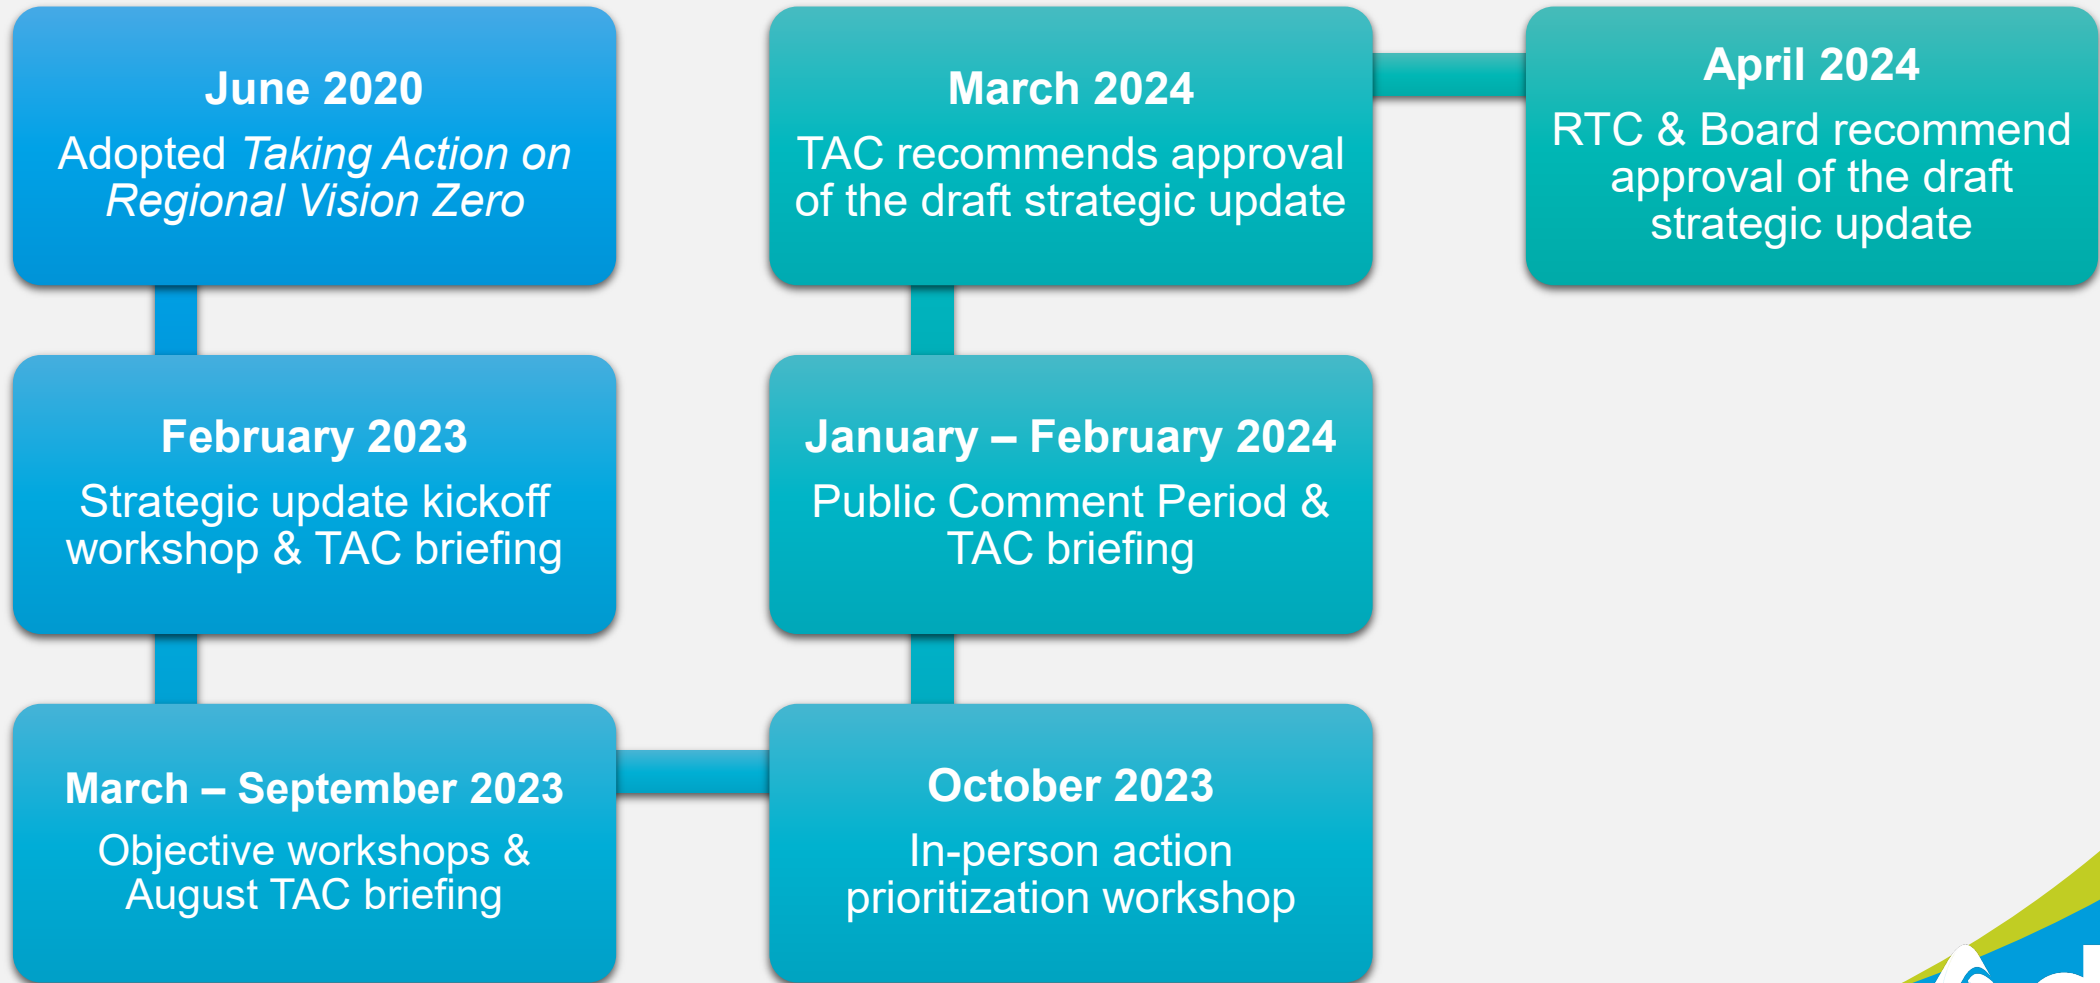 June 2020
Adopted Taking Action on
Regional Vision Zero
February 2023
Strategic update kickoff
workshop & TAC briefing
March – September 2023
Objective workshops &
August TAC briefing
October 2023
In-person action
prioritization workshop
January – February 2024
Public Comment Period &
TAC briefing
March 2024
TAC recommends approval
of the draft strategic update
April 2024
RTC & Board recommend
approval of the draft
strategic update